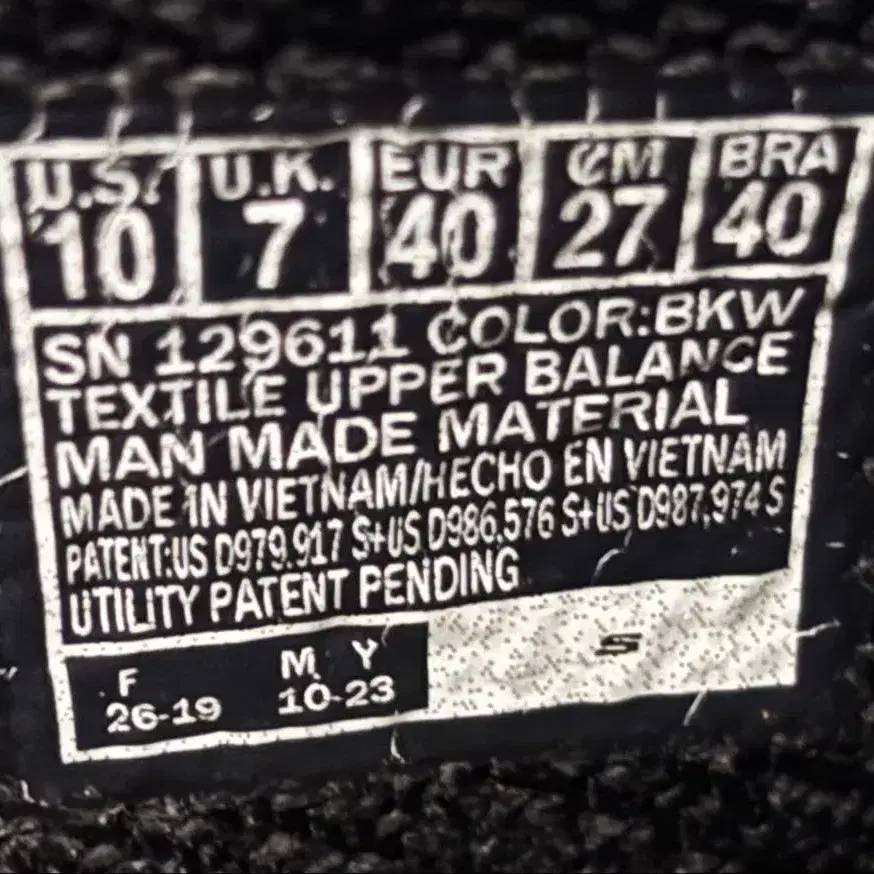 U.S. U.K. EUR CM BRA
10 7 40 27 40
SN 129611 COLOR:BKW
TEXTILE UPPER BALANCE
MAN MADE MATERIAL
MADE IN VIETNAM/HECHO EN VIETNAM
PATENT:US D979,917 S+US D986,576 S+US D987,974 S
UTILITY PATENT PENDING
F M Y
26-19 10-23
S